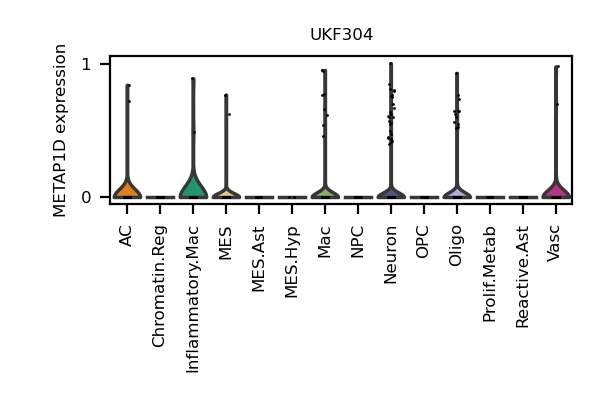 UKF304
METAP1D expression
1
0
AC
Chromatin.Reg
Inflammatory.Mac
MES
MES.Ast
MES.Hyp
Mac
NPC
Neuron
OPC
Oligo
Prolif.Metab
Reactive.Ast
Vasc